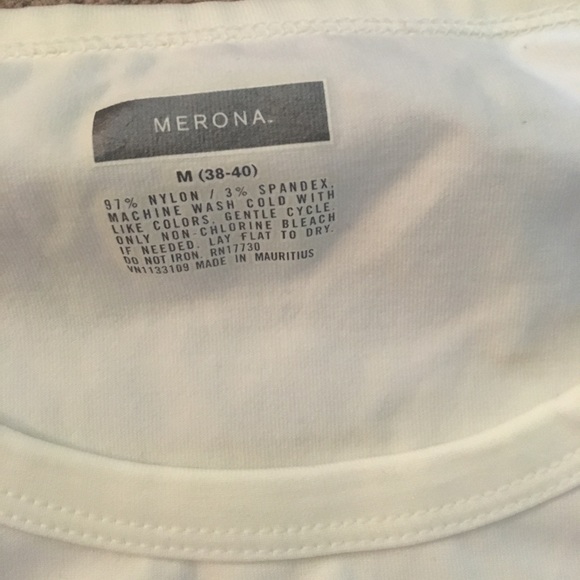 MERONA™
M (38-40)
97% NYLON / 3% SPANDEX.
MACHINE WASH COLD WITH
LIKE COLORS. GENTLE CYCLE.
ONLY NON-CHLORINE BLEACH
IF NEEDED. LAY FLAT TO DRY.
DO NOT IRON. RN17730
VN1133109 MADE IN MAURITIUS